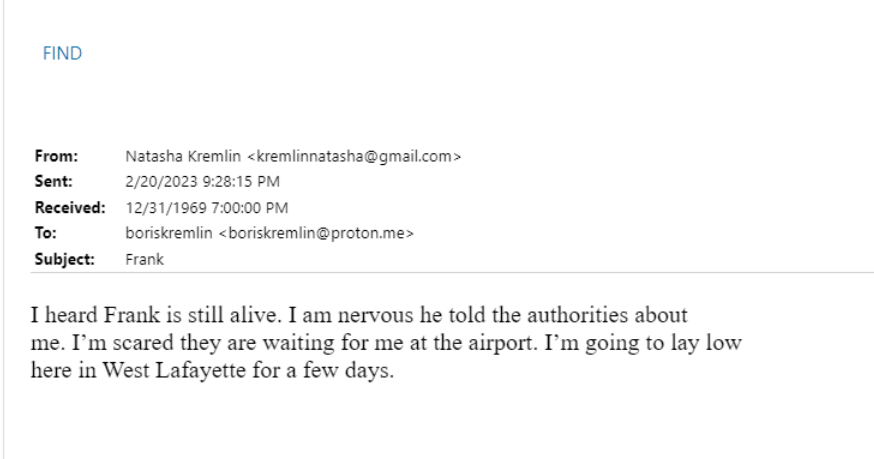 FIND
From: Natasha Kremlin <kremlinnatasha@gmail.com>
Sent: 2/20/2023 9:28:15 PM
Received: 12/31/1969 7:00:00 PM
To: boriskremlin <boriskremlin@proton.me>
Subject: Frank
I heard Frank is still alive. I am nervous he told the authorities about
me. I’m scared they are waiting for me at the airport. I’m going to lay low
here in West Lafayette for a few days.